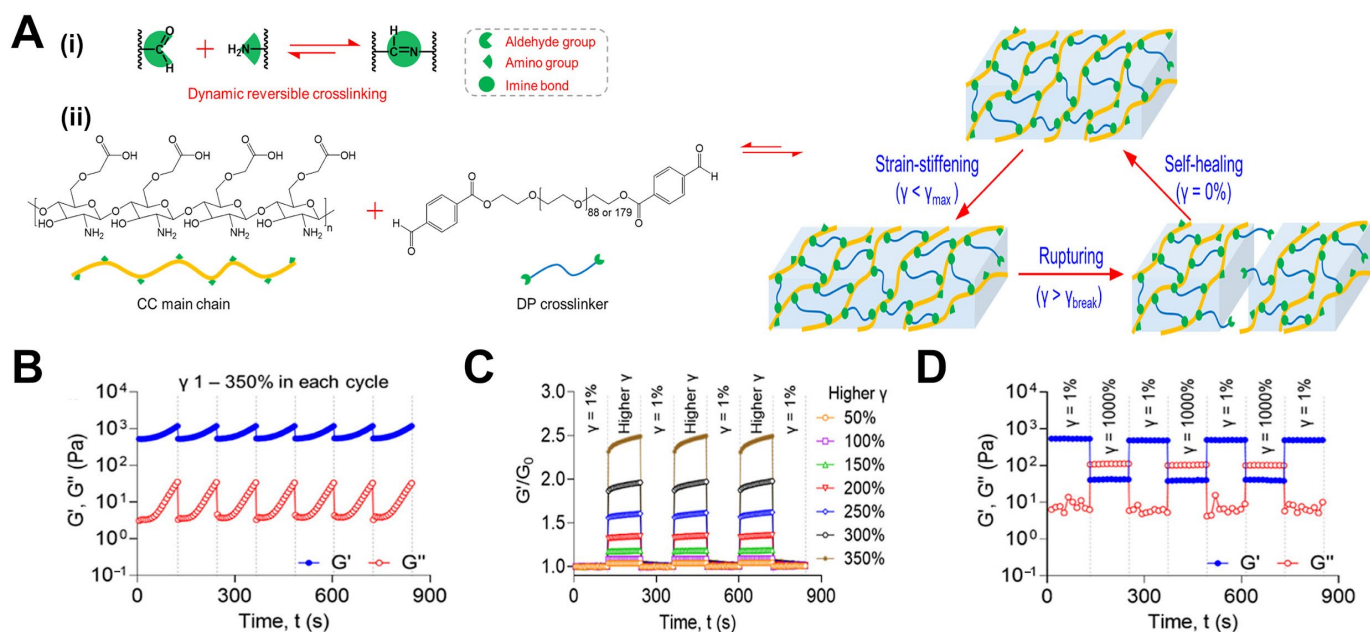 A
(i)
O
C
H
+
H₂N
H
C=N
Dynamic reversible crosslinking
Aldehyde group
Amino group
Imine bond
(ii)
O OH O OH O OH O OH
O O O O
O O O O
HO NH₂ O HO NH₂ O HO NH₂ O HO NH₂
n
CC main chain
+
O
O
O
O
88 or 179
O
O
O
O
DP crosslinker
Strain-stiffening
(γ < γmax)
Self-healing
(γ = 0%)
Rupturing
(γ > γbreak)
B
γ 1 – 350% in each cycle
G', G'' (Pa)
10⁴
10³
10²
10¹
10⁰
10⁻¹
0 300 600 900
Time, t (s)
G' G''
C
G'/G₀
3.0
2.5
2.0
1.5
1.0
γ = 1%
Higher γ
γ = 1%
Higher γ
γ = 1%
Higher γ
γ = 1%
0 300 600 900
Time, t (s)
Higher γ
50%
100%
150%
200%
250%
300%
350%
D
G', G'' (Pa)
10⁴
10³
10²
10¹
10⁰
10⁻¹
γ = 1%
γ = 1000%
γ = 1%
γ = 1000%
γ = 1%
γ = 1000%
γ = 1%
0 300 600 900
Time, t (s)
G' G''